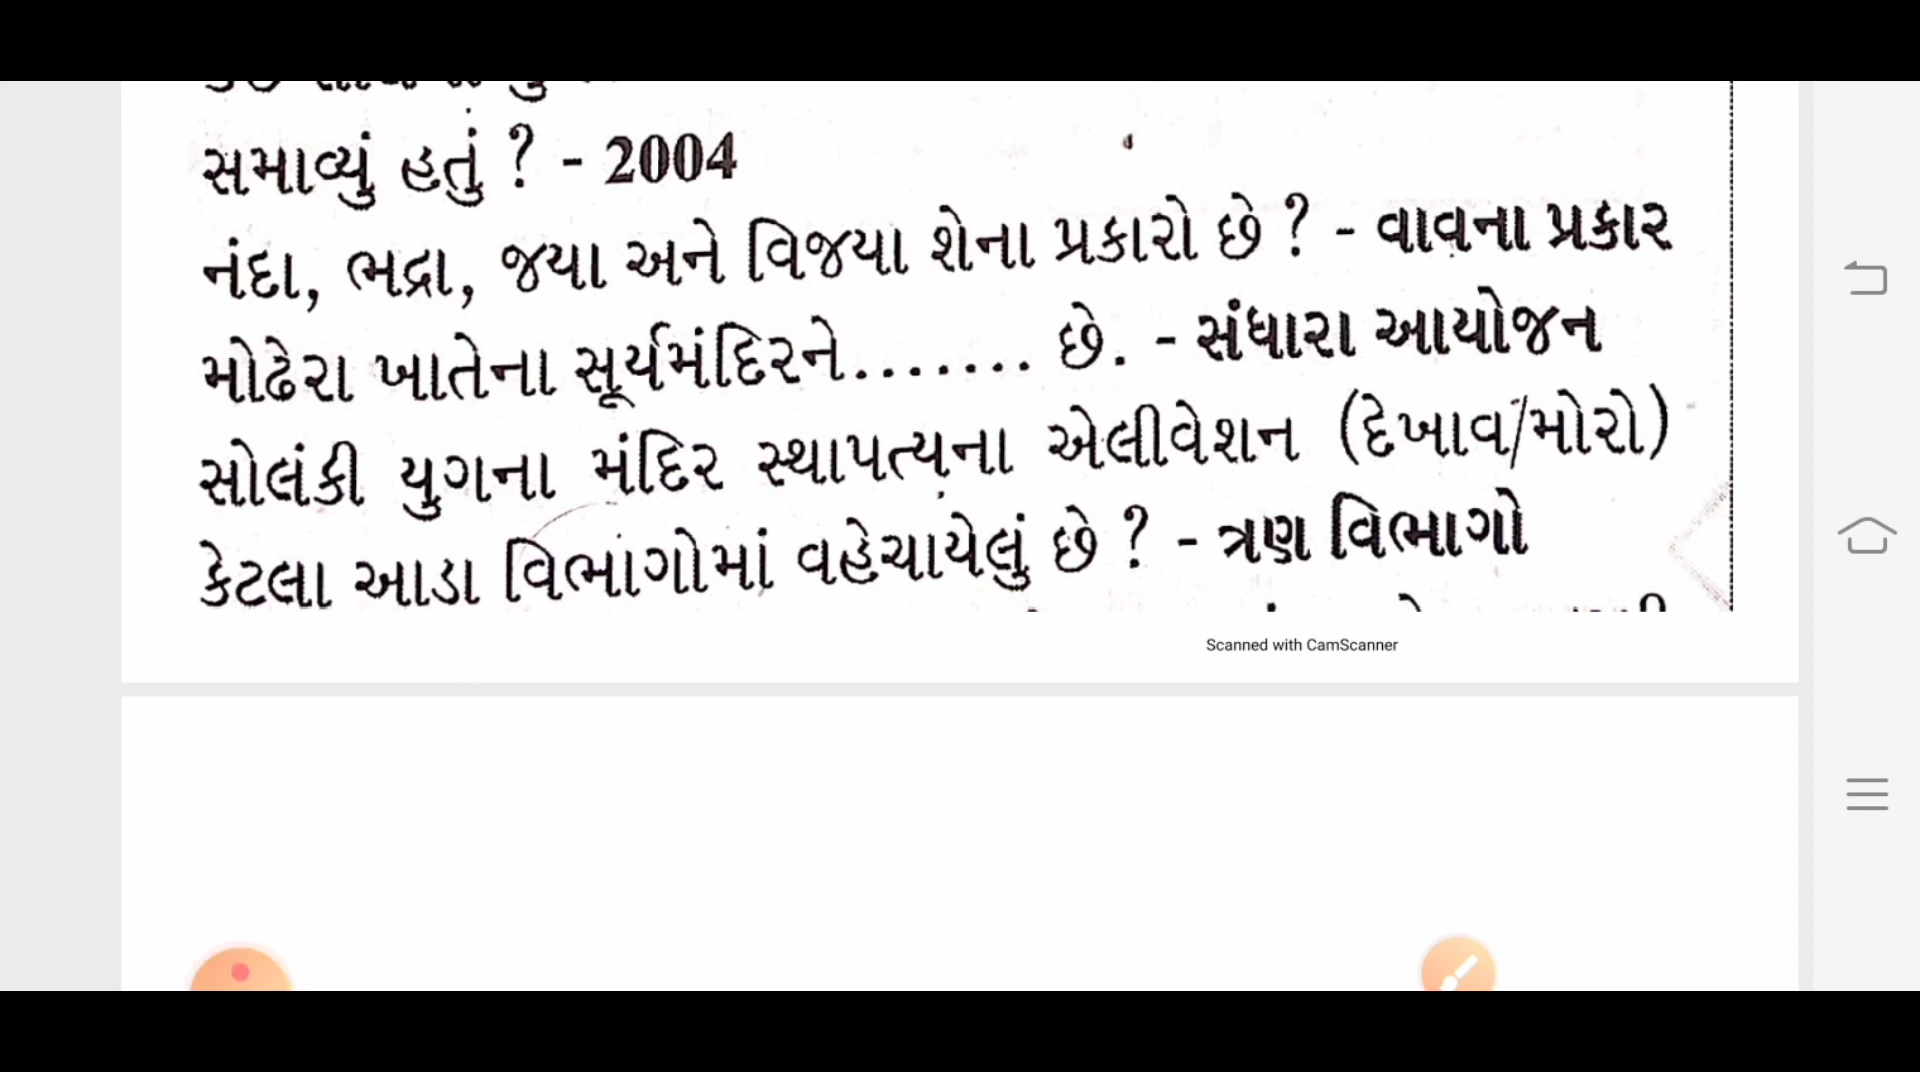 સમાવ્યું હતું ? - 2004
નંદા, ભદ્રા, જયા અને વિજયા શેના પ્રકારો છે ? - વાવના પ્રકાર
મોઢેરા ખાતેના સૂર્યમંદિરને....... છે. - સંધારા આયોજન
સોલંકી યુગના મંદિર સ્થાપત્યના એલીવેશન (દેખાવ/મોરો)
કેટલા આડા વિભાગોમાં વહેચાયેલું છે ? - ત્રણ વિભાગો
Scanned with CamScanner